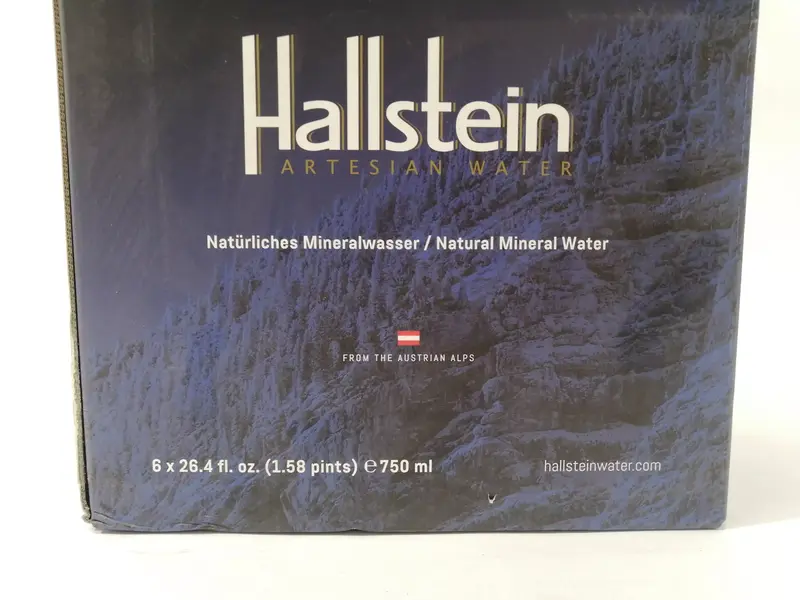 Hallstein
ARTESIAN WATER
Natürliches Mineralwasser / Natural Mineral Water
FROM THE AUSTRIAN ALPS
6 x 26.4 fl. oz. (1.58 pints) ℮ 750 ml
hallsteinwater.com